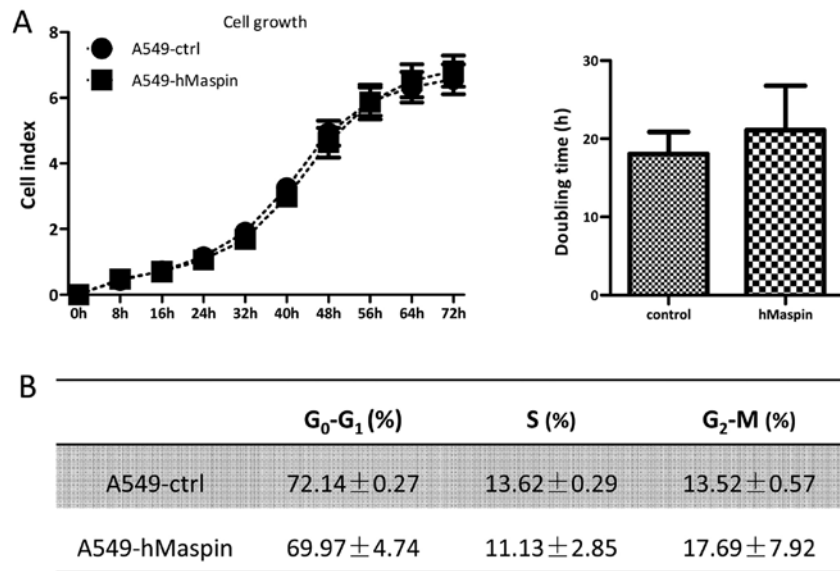 A
Cell growth
A549-ctrl
A549-hMaspin
Cell index
8
6
4
2
0
0h 8h 16h 24h 32h 40h 48h 56h 64h 72h
Doubling time (h)
30
20
10
0
control hMaspin
B
G₀-G₁ (%) S (%) G₂-M (%)
A549-ctrl 72.14±0.27 13.62±0.29 13.52±0.57
A549-hMaspin 69.97±4.74 11.13±2.85 17.69±7.92